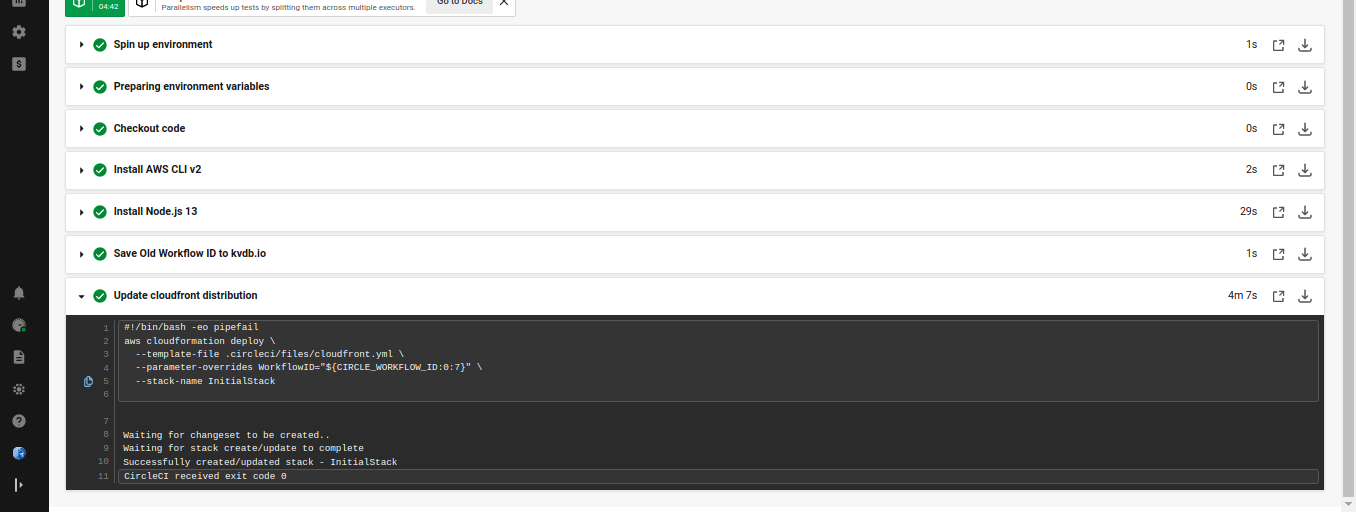 04:42
Parallelism speeds up tests by splitting them across multiple executors.
Go to Docs
Spin up environment 1s
Preparing environment variables 0s
Checkout code 0s
Install AWS CLI v2 2s
Install Node.js 13 29s
Save Old Workflow ID to kvdb.io 1s
Update cloudfront distribution 4m 7s
1 #!/bin/bash -eo pipefail
2 aws cloudformation deploy \
3 --template-file .circleci/files/cloudfront.yml \
4 --parameter-overrides WorkflowID="${CIRCLE_WORKFLOW_ID:0:7}" \
5 --stack-name InitialStack
6
7
8 Waiting for changeset to be created..
9 Waiting for stack create/update to complete
10 Successfully created/updated stack - InitialStack
11 CircleCI received exit code 0